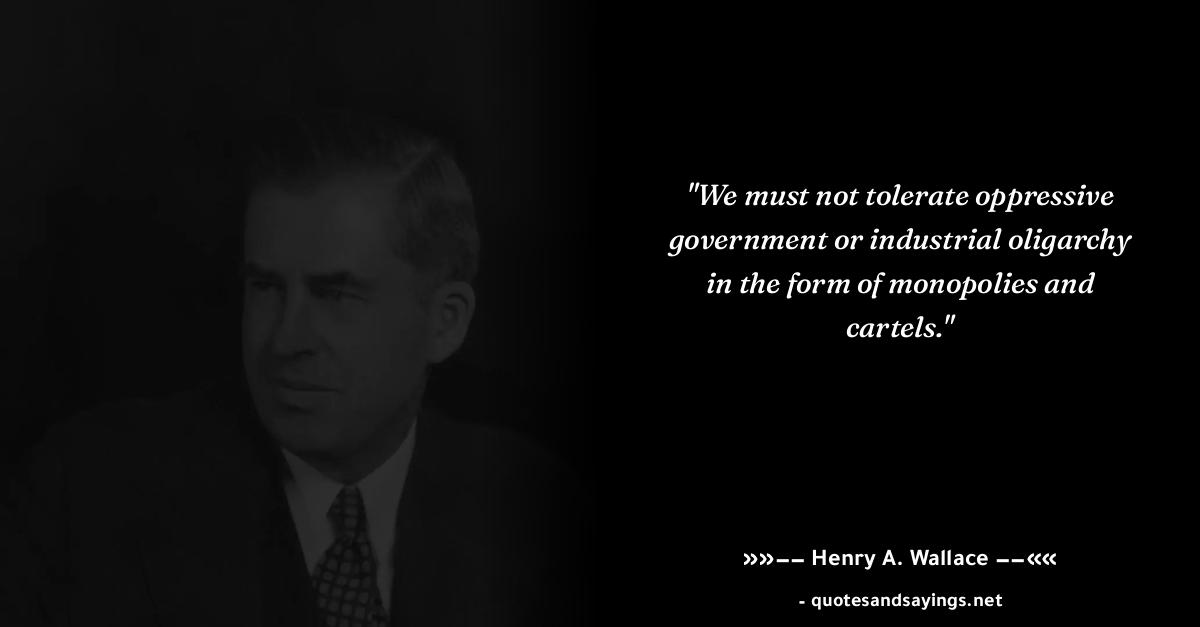 "We must not tolerate oppressive
government or industrial oligarchy
in the form of monopolies and
cartels."
»»−− Henry A. Wallace −−««
- quotesandsayings.net